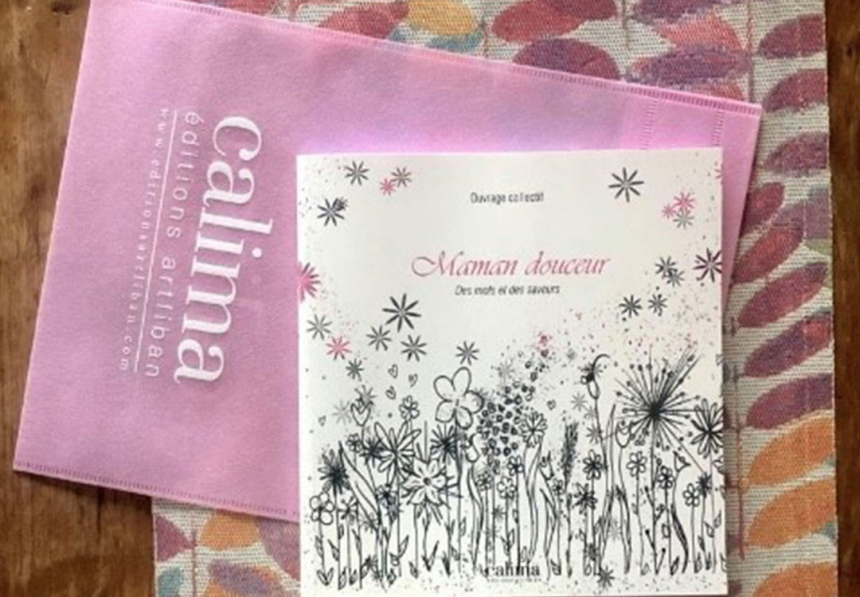 calima
éditions artliban
www.editionsartliban.com
Ouvrage collectif
Maman douceur
Des mots et des saveurs
calima